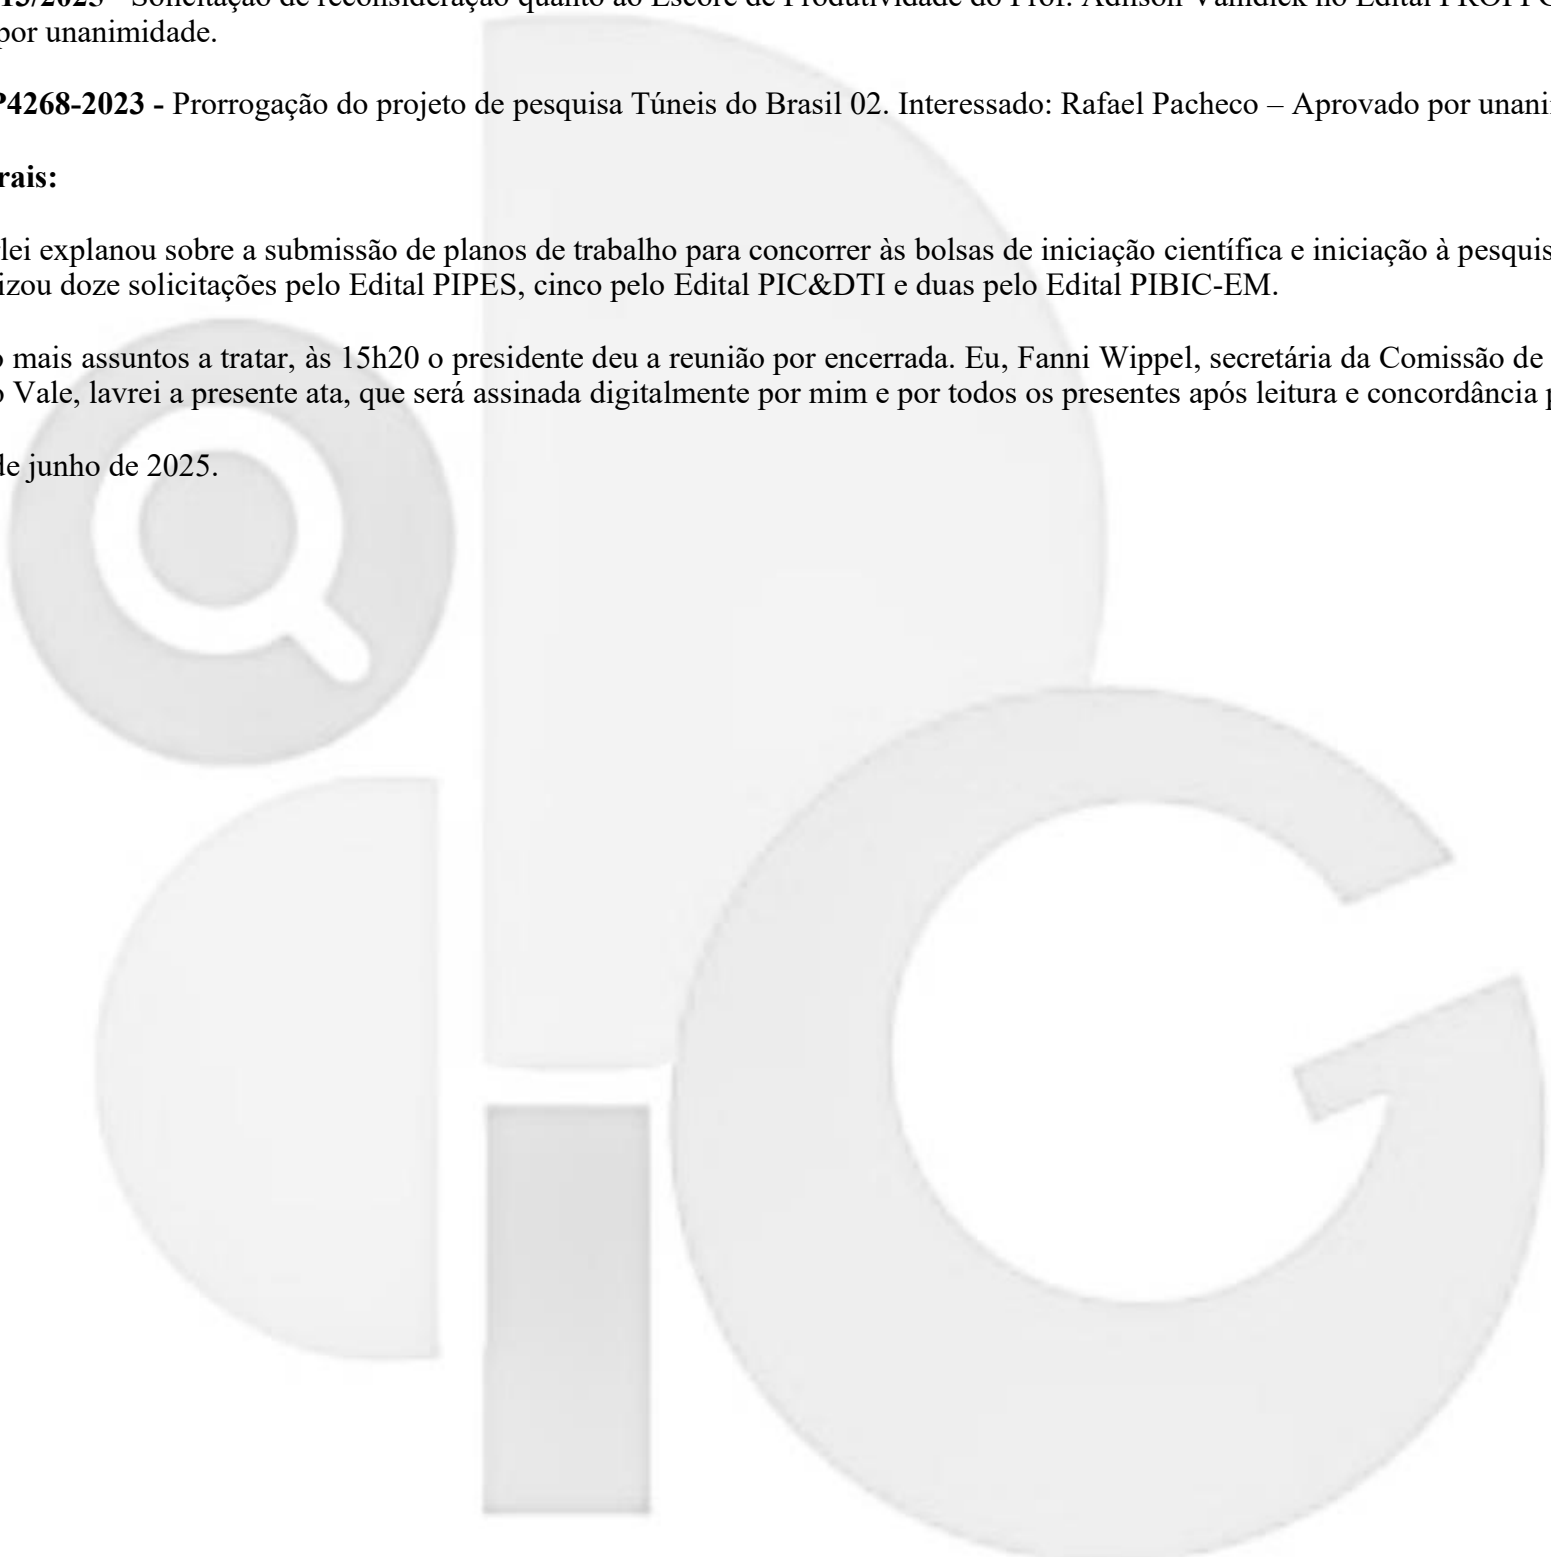 15/2025 - Solicitação de reconsideração quanto ao Escore de Produtividade do Prof. Adilson Vahldick no Edital
por unanimidade.
P4268-2023 - Prorrogação do projeto de pesquisa Túneis do Brasil 02. Interessado: Rafael Pacheco – Aprovado por unani
rais:
lei explanou sobre a submissão de planos de trabalho para concorrer às bolsas de iniciação científica e iniciação à pesquis
izou doze solicitações pelo Edital PIPES, cinco pelo Edital PIC&DTI e duas pelo Edital PIBIC-EM.
o mais assuntos a tratar, às 15h20 o presidente deu a reunião por encerrada. Eu, Fanni Wippel, secretária da Comissão de
o Vale, lavrei a presente ata, que será assinada digitalmente por mim e por todos os presentes após leitura e concordância p
de junho de 2025.